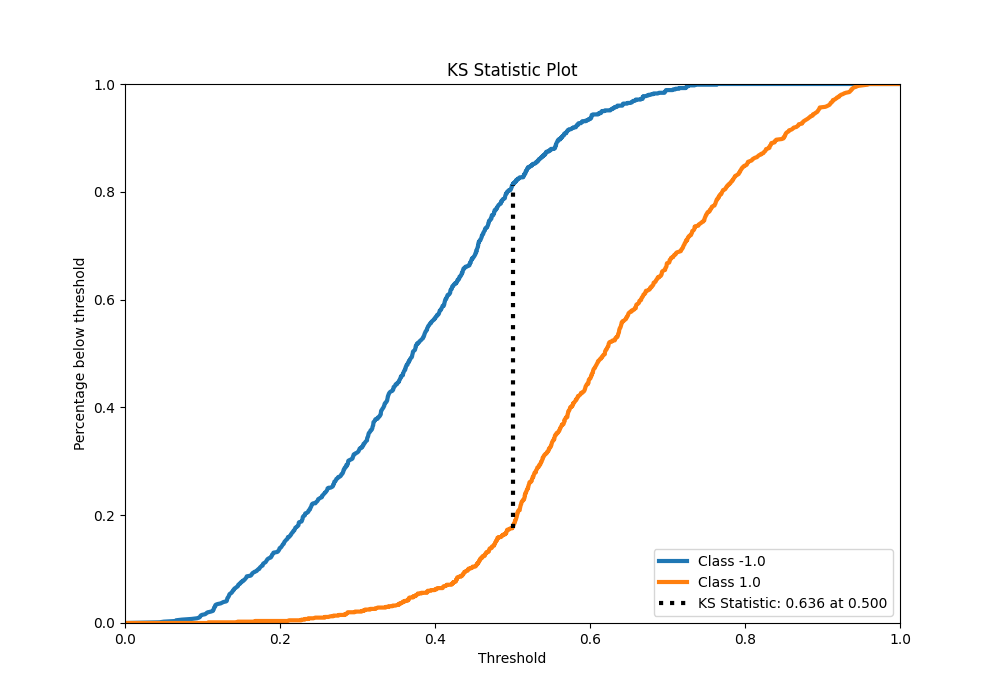 KS Statistic Plot
1.0
0.8
0.6
0.4
0.2
0.0
Percentage below threshold
0.0 0.2 0.4 0.6 0.8 1.0
Threshold
Class -1.0
Class 1.0
KS Statistic: 0.636 at 0.500